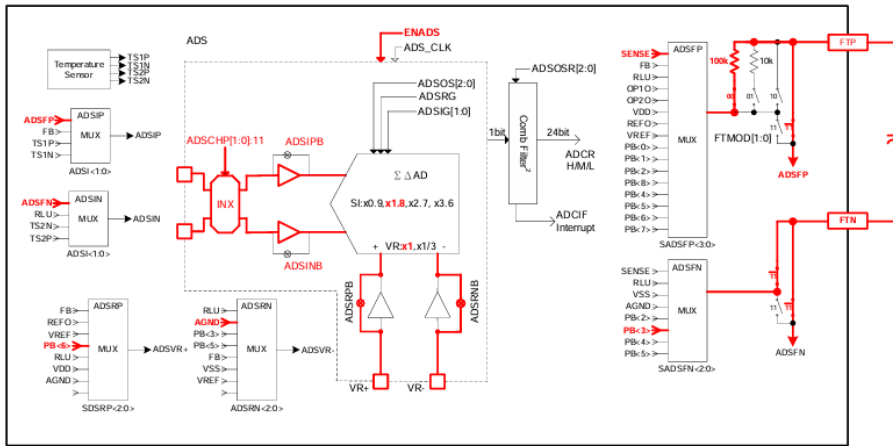 ADS
ENADS
ADS_CLK
Temperature
Sensor
TS1P
TS1N
TS2P
TS2N
ADSOS[2:0]
ADSRG
ADSIG[1:0]
ADSOSR[2:0]
ADSFP
FB
TS1P
TS1N
ADSIP
MUX
ADSIP
ADSI<1:0>
ADSCHP[1:0]:11
INX
ADSIPB
ADSINB
Σ ΔAD
SI:x0.9,x1.8,x2.7, x3.6
+ VR:x1,x1/3 -
1bit
Comb Filter²
24bit
ADCR
H/M/L
ADCIF
Interrupt
ADSFN
RLU
TS2N
TS2P
ADSIN
MUX
ADSIN
ADSI<1:0>
ADSRPB
ADSRNB
VR+
VR-
FB
REFO
VREF
PB<6>
RLU
VDD
AGND
ADSRP
MUX
ADSVR+
SDSRP<2:0>
RLU
AGND
PB<3>
PB<5>
FB
VSS
VREF
ADSRN
MUX
ADSVR-
ADSRN<2:0>
SENSE
FB
RLU
OP1O
OP2O
VDD
REFO
VREF
PB<0>
PB<1>
PB<2>
PB<8>
PB<4>
PB<5>
PB<6>
PB<7>
ADSFP
MUX
SADSFP<3:0>
100k
10k
00
01
10
11
11
FTMOD[1:0]
ADSFP
FTP
SENSE
RLU
VSS
AGND
PB<2>
PB<3>
PB<4>
PB<5>
ADSFN
MUX
SADSFN<2:0>
11
11
11
ADSFN
FTN